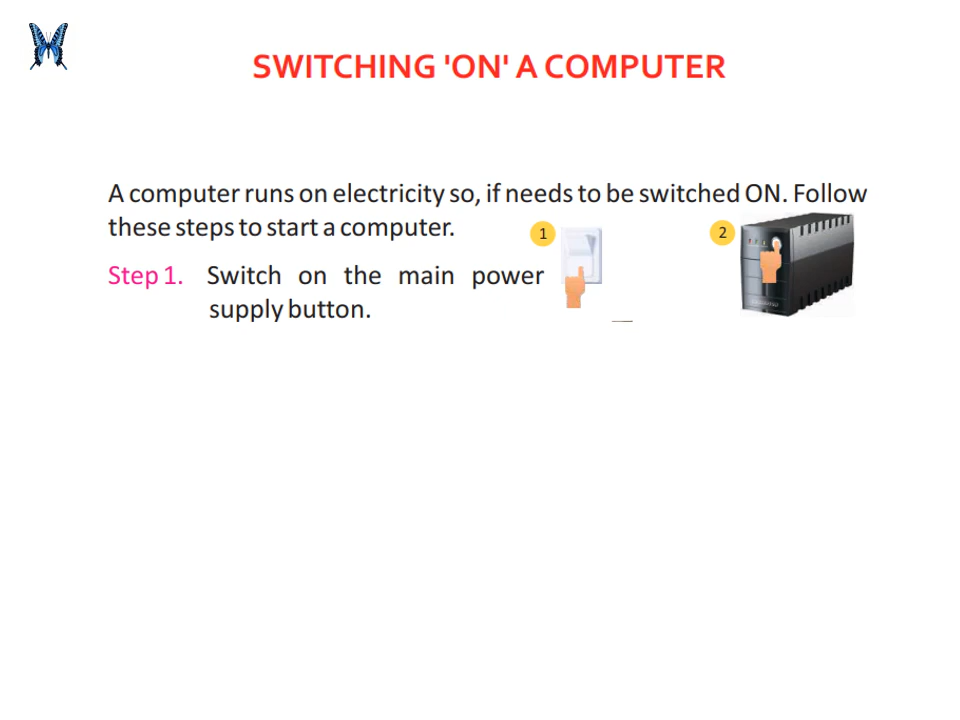 SWITCHING 'ON' A COMPUTER
A computer runs on electricity so, if needs to be switched ON. Follow
these steps to start a computer.
1
2
Step 1. Switch on the main power
supply button.